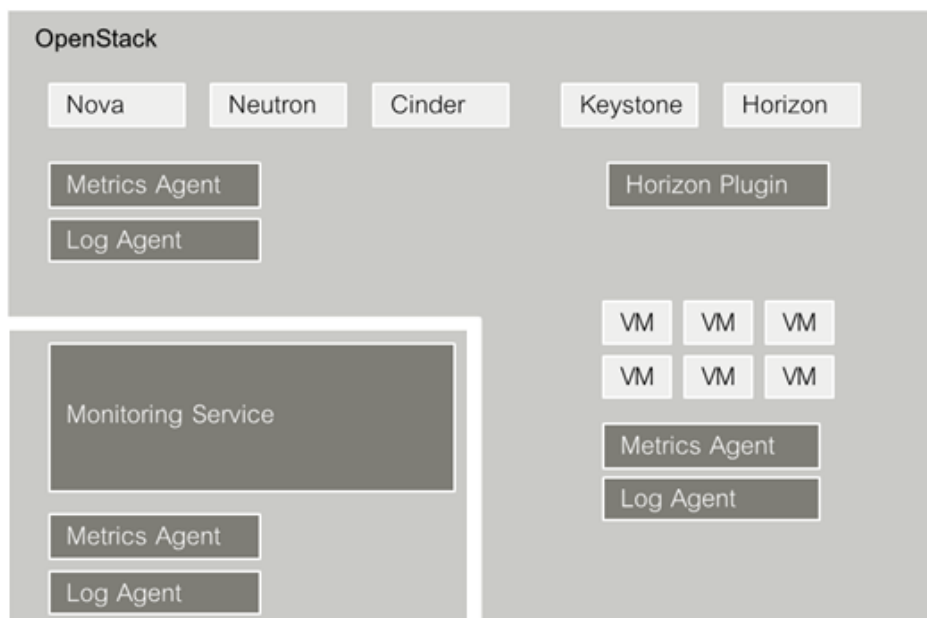 OpenStack
Nova
Neutron
Cinder
Keystone
Horizon
Metrics Agent
Horizon Plugin
Log Agent
VM VM VM
VM VM VM
Monitoring Service
Metrics Agent
Log Agent
Metrics Agent
Log Agent